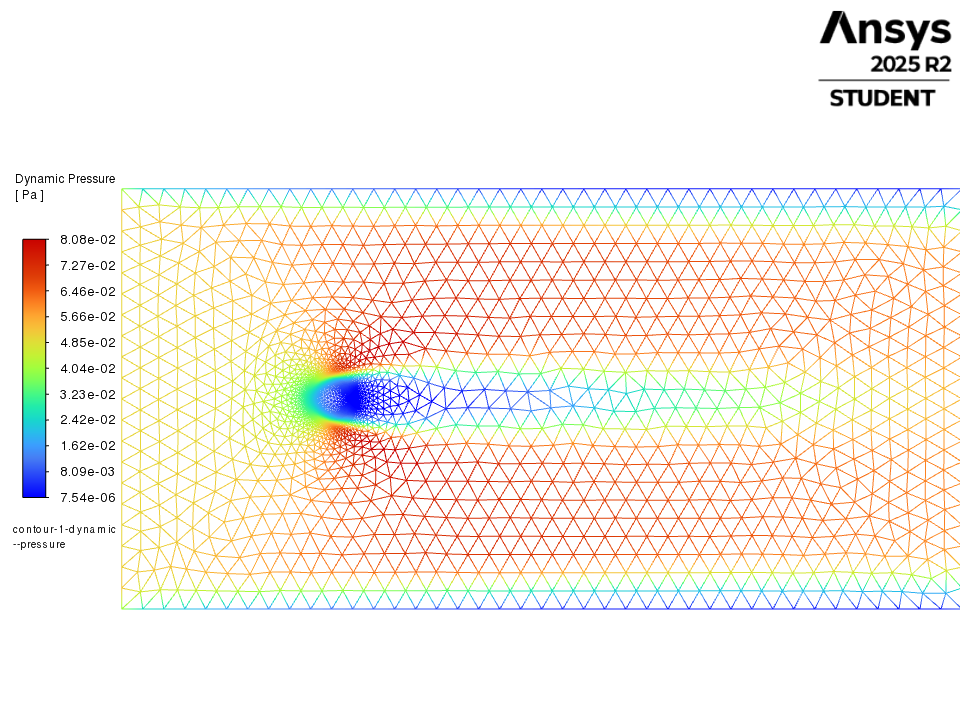 Ansys
2025 R2
STUDENT
Dynamic Pressure
[ Pa ]
8.08e-02
7.27e-02
6.46e-02
5.66e-02
4.85e-02
4.04e-02
3.23e-02
2.42e-02
1.62e-02
8.09e-03
7.54e-06
contour-1-dynamic
--pressure